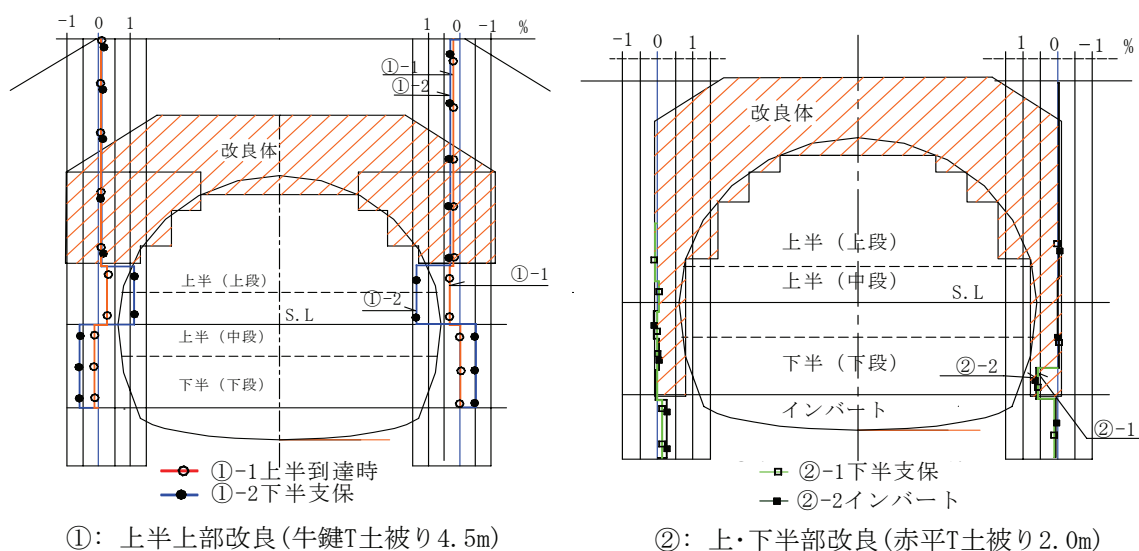 -1 0 1
1 0 -1 %
①-1
①-2
改良体
上半（上段）
①-1
①-2
S.L
上半（中段）
下半（下段）
①-1上半到達時
①-2下半支保
①: 上半上部改良(牛鍵T土被り4.5m)
-1 0 1
1 0 -1 %
改良体
上半（上段）
上半（中段）
S.L
下半（下段）
②-2
インバート
②-1
②-1下半支保
②-2インバート
②: 上・下半部改良(赤平T土被り2.0m)